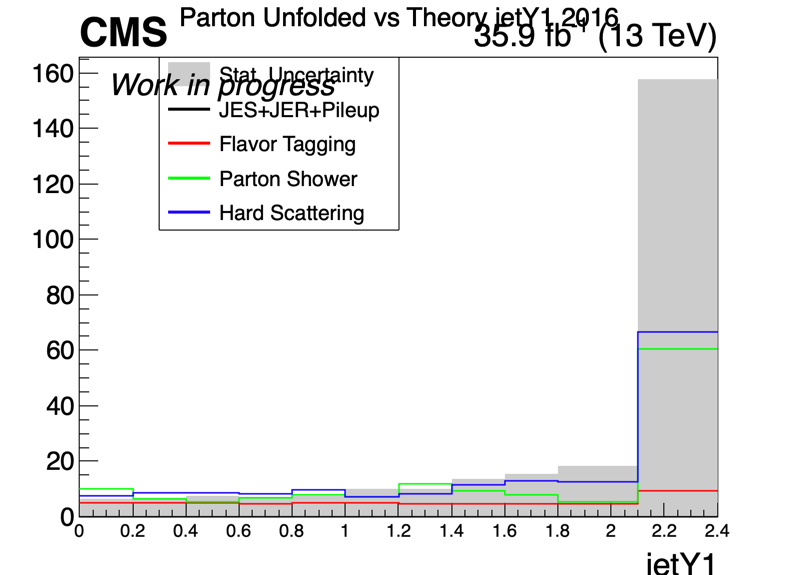 Parton Unfolded vs Theory jetY1 2016
CMS
35.9 fb-1 (13 TeV)
Work in progress
Stat. Uncertainty
JES+JER+Pileup
Flavor Tagging
Parton Shower
Hard Scattering
160
140
120
100
80
60
40
20
0
0 0.2 0.4 0.6 0.8 1 1.2 1.4 1.6 1.8 2 2.2 2.4
jetY1